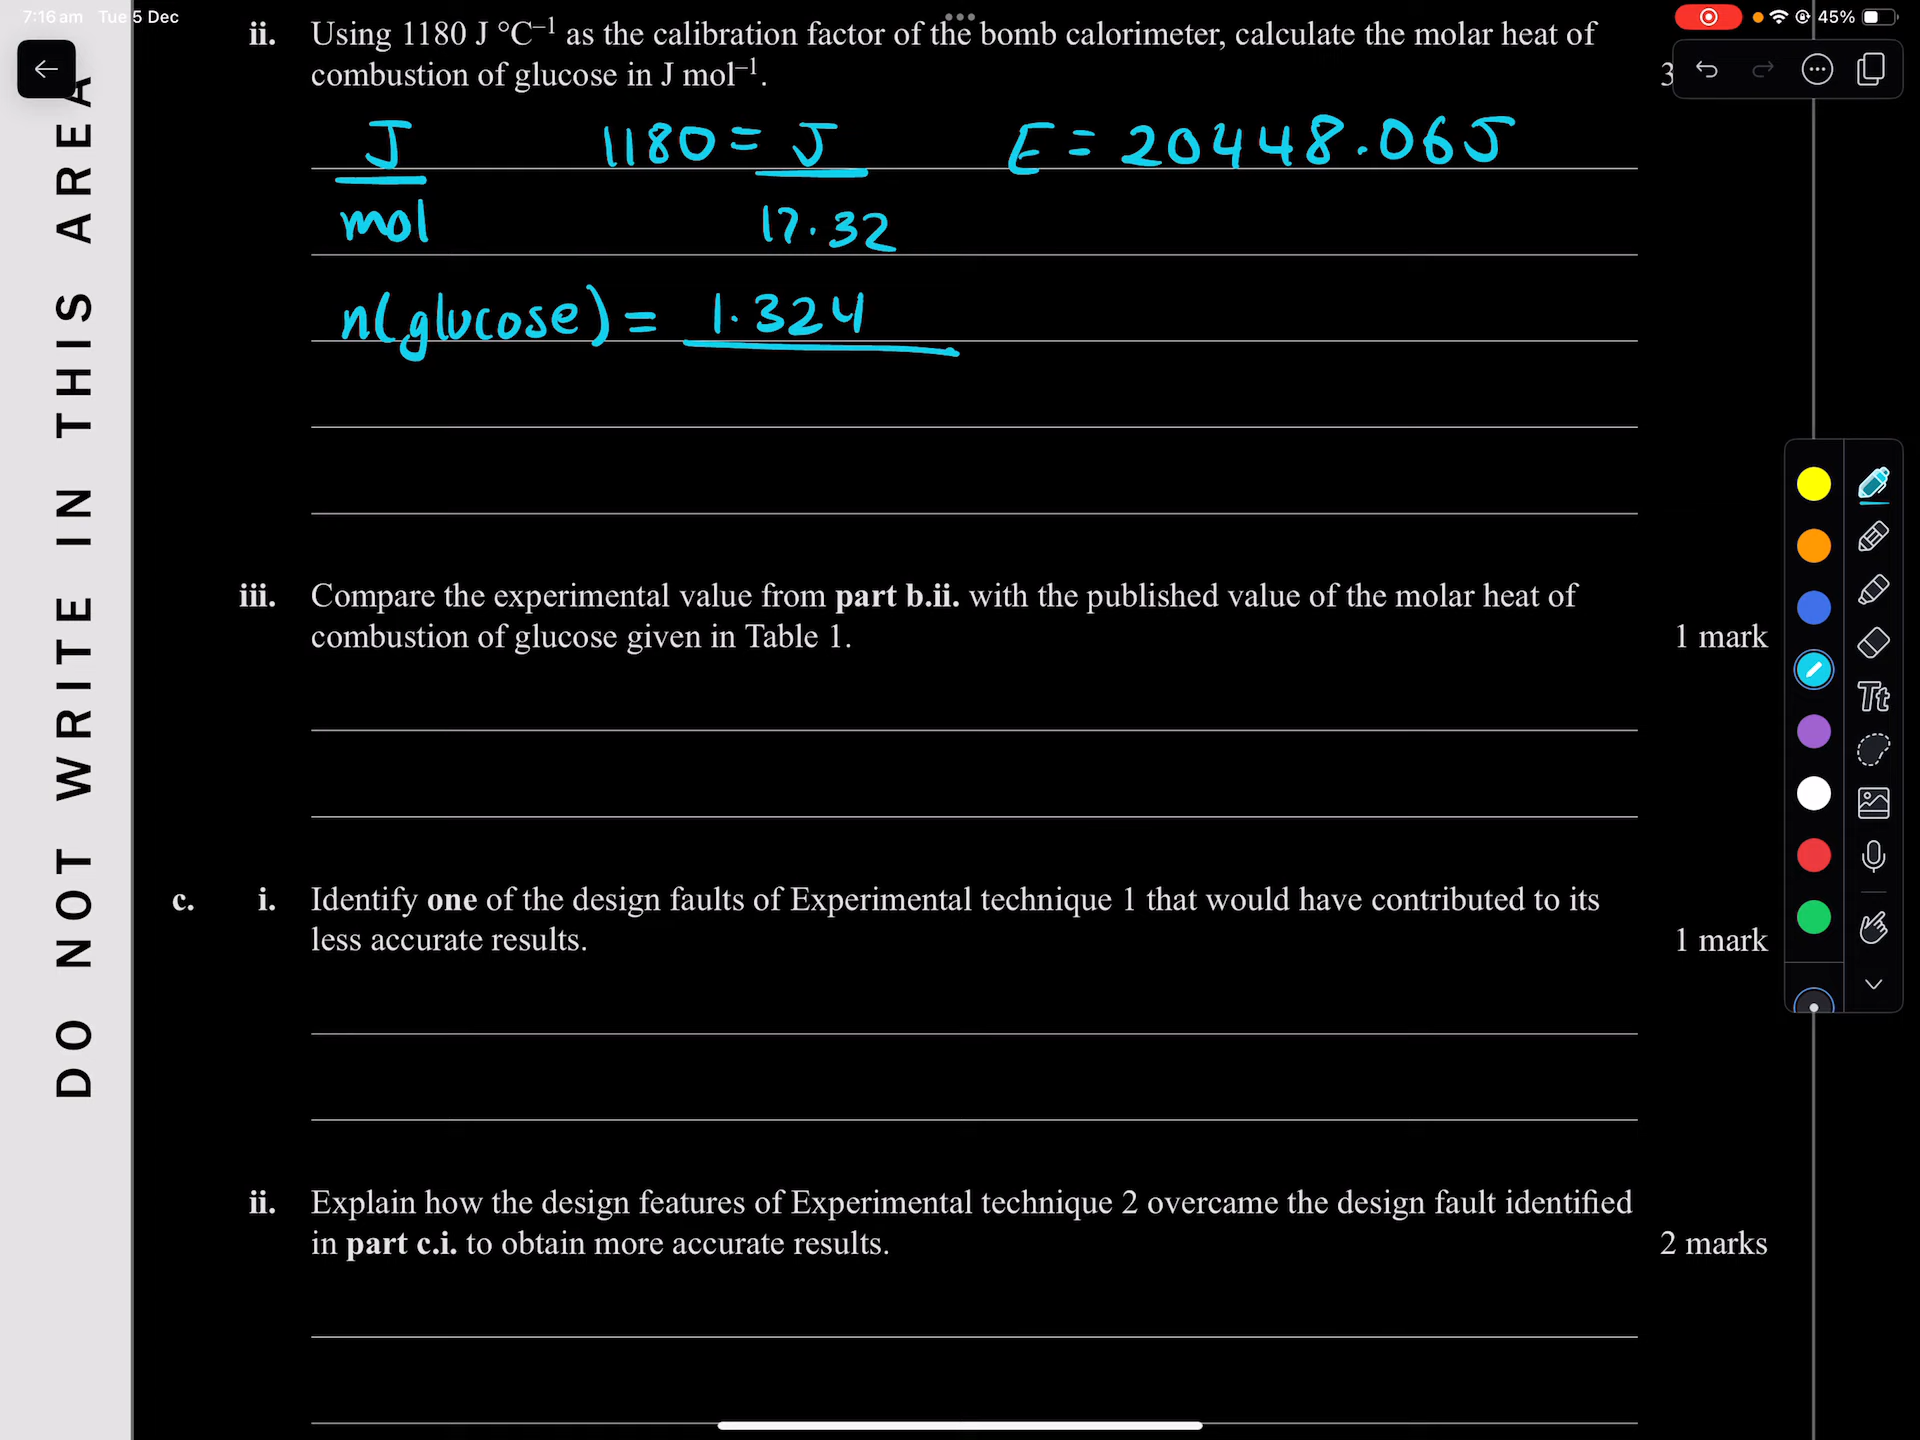 7:16 am Tue 5 Dec
45%
DO NOT WRITE IN THIS AREA
ii. Using 1180 J °C⁻¹ as the calibration factor of the bomb calorimeter, calculate the molar heat of
combustion of glucose in J mol⁻¹. 3
J 1180 = J E = 20448.06J
mol 17.32
n(glucose) = 1.324
iii. Compare the experimental value from part b.ii. with the published value of the molar heat of
combustion of glucose given in Table 1. 1 mark
c. i. Identify one of the design faults of Experimental technique 1 that would have contributed to its
less accurate results. 1 mark
ii. Explain how the design features of Experimental technique 2 overcame the design fault identified
in part c.i. to obtain more accurate results. 2 marks
Tt